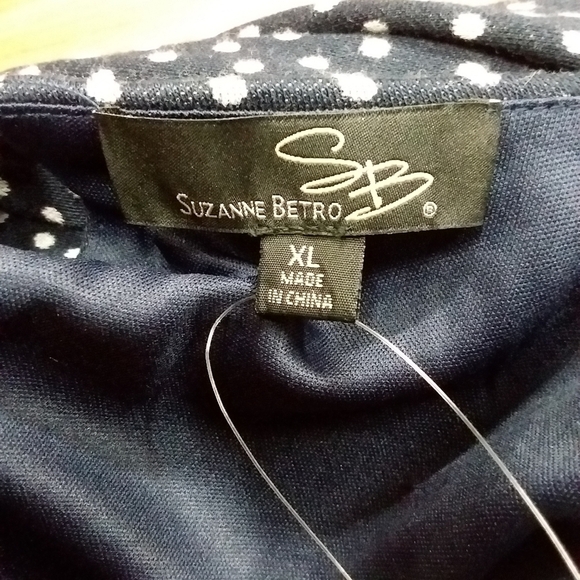 SB
SUZANNE BETRO ®
XL
MADE
IN CHINA